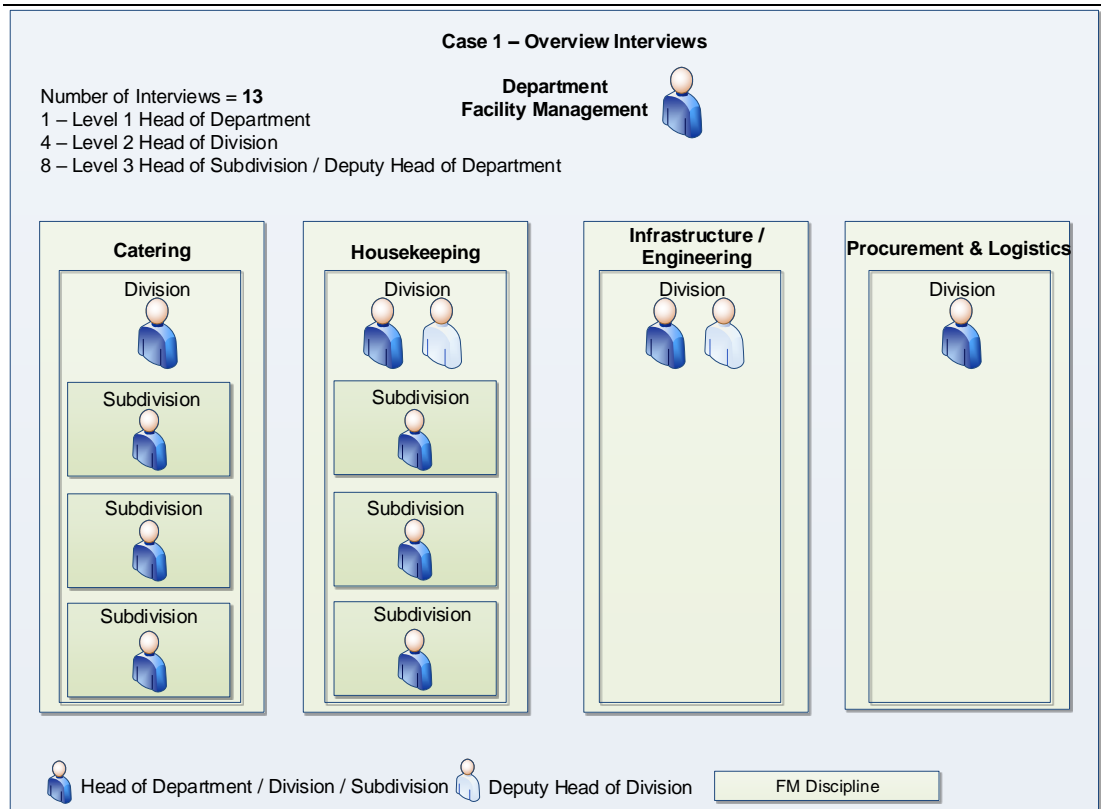 Case 1 – Overview Interviews
Department
Facility Management
Number of Interviews = 13
1 – Level 1 Head of Department
4 – Level 2 Head of Division
8 – Level 3 Head of Subdivision / Deputy Head of Department
Catering
Division
Subdivision
Subdivision
Subdivision
Housekeeping
Division
Subdivision
Subdivision
Subdivision
Infrastructure /
Engineering
Division
Procurement & Logistics
Division
Head of Department / Division / Subdivision
Deputy Head of Division
FM Discipline